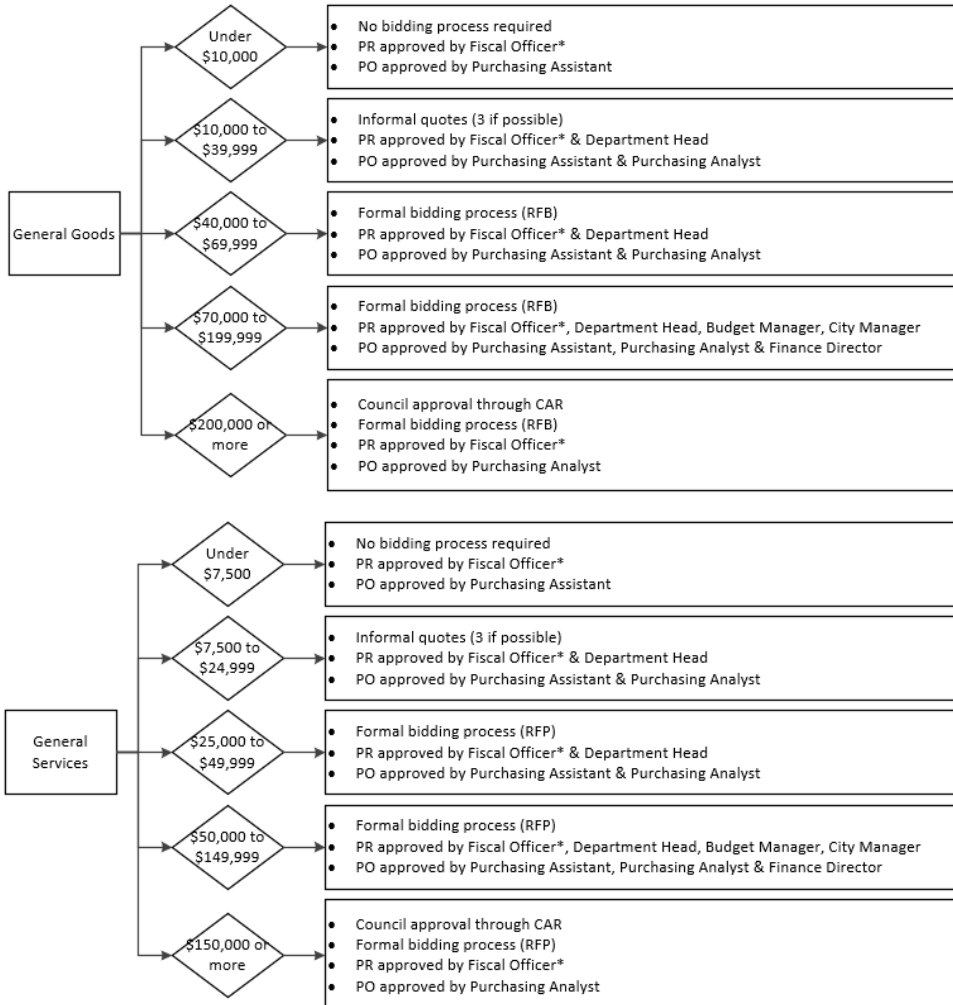 General Goods
Under
$10,000
• No bidding process required
• PR approved by Fiscal Officer*
• PO approved by Purchasing Assistant
$10,000 to
$39,999
• Informal quotes (3 if possible)
• PR approved by Fiscal Officer* & Department Head
• PO approved by Purchasing Assistant & Purchasing Analyst
$40,000 to
$69,999
• Formal bidding process (RFB)
• PR approved by Fiscal Officer* & Department Head
• PO approved by Purchasing Assistant & Purchasing Analyst
$70,000 to
$199,999
• Formal bidding process (RFB)
• PR approved by Fiscal Officer*, Department Head, Budget Manager, City Manager
• PO approved by Purchasing Assistant, Purchasing Analyst & Finance Director
$200,000 or
more
• Council approval through CAR
• Formal bidding process (RFB)
• PR approved by Fiscal Officer*
• PO approved by Purchasing Analyst
General
Services
Under
$7,500
• No bidding process required
• PR approved by Fiscal Officer*
• PO approved by Purchasing Assistant
$7,500 to
$24,999
• Informal quotes (3 if possible)
• PR approved by Fiscal Officer* & Department Head
• PO approved by Purchasing Assistant & Purchasing Analyst
$25,000 to
$49,999
• Formal bidding process (RFP)
• PR approved by Fiscal Officer* & Department Head
• PO approved by Purchasing Assistant & Purchasing Analyst
$50,000 to
$149,999
• Formal bidding process (RFP)
• PR approved by Fiscal Officer*, Department Head, Budget Manager, City Manager
• PO approved by Purchasing Assistant, Purchasing Analyst & Finance Director
$150,000 or
more
• Council approval through CAR
• Formal bidding process (RFP)
• PR approved by Fiscal Officer*
• PO approved by Purchasing Analyst